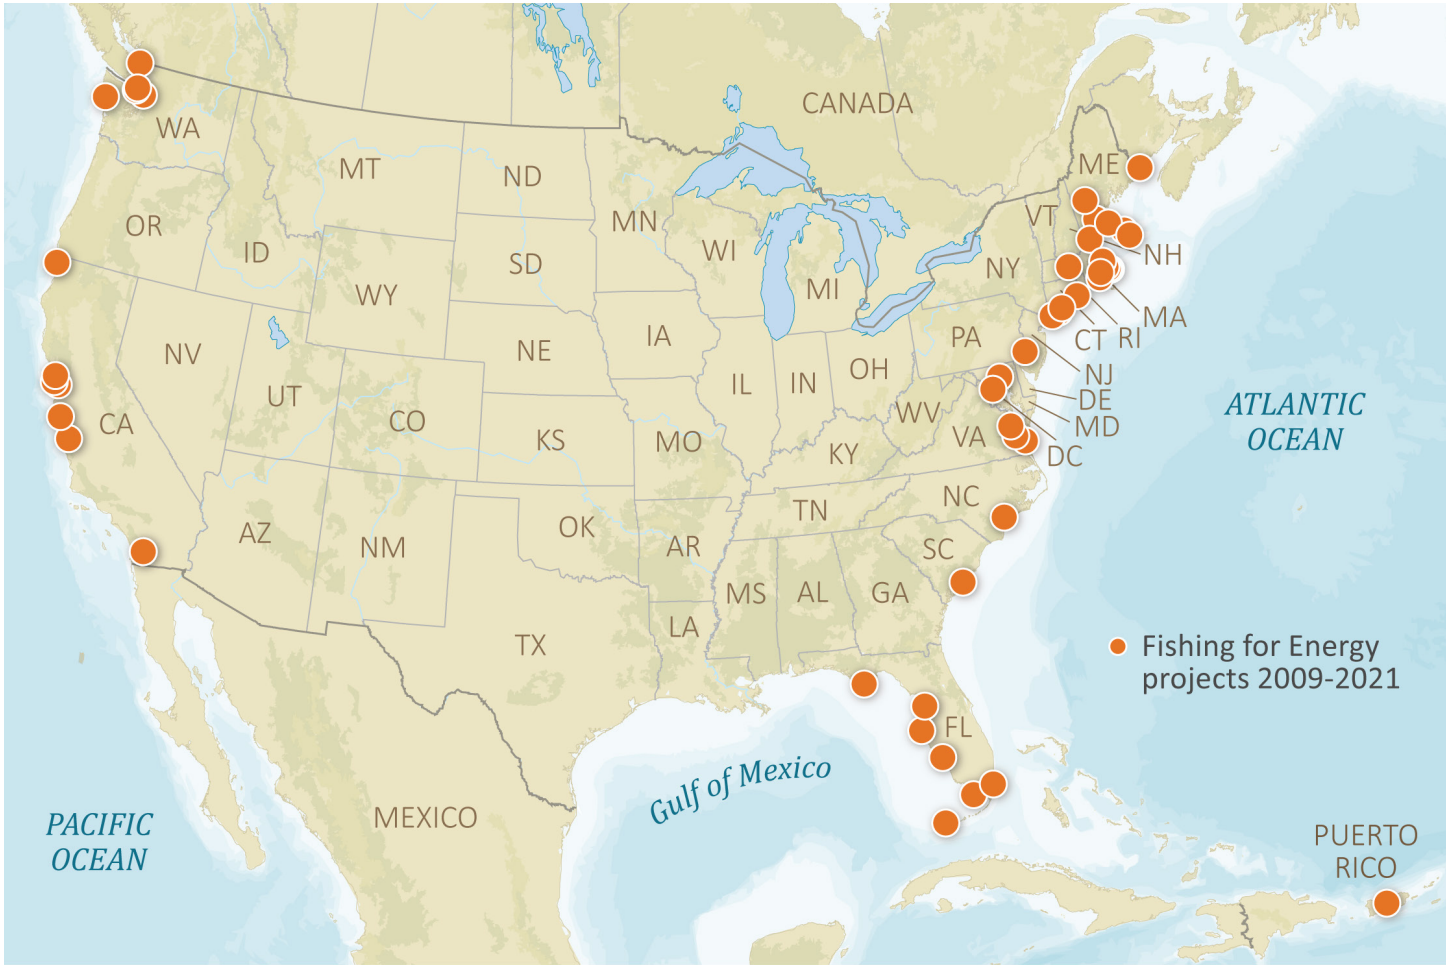 CANADA
WA
MT
ND
ME
OR
ID
MN
VT
WI
NH
SD
WY
MI
NY
MA
NV
NE
IA
PA
CT
RI
UT
IL
IN
OH
NJ
DE
CA
CO
KS
MO
WV
VA
MD
KY
DC
ATLANTIC
OCEAN
AZ
NM
OK
TN
NC
AR
SC
MS
AL
GA
TX
LA
Fishing for Energy
projects 2009-2021
FL
Gulf of Mexico
MEXICO
PACIFIC
OCEAN
PUERTO
RICO